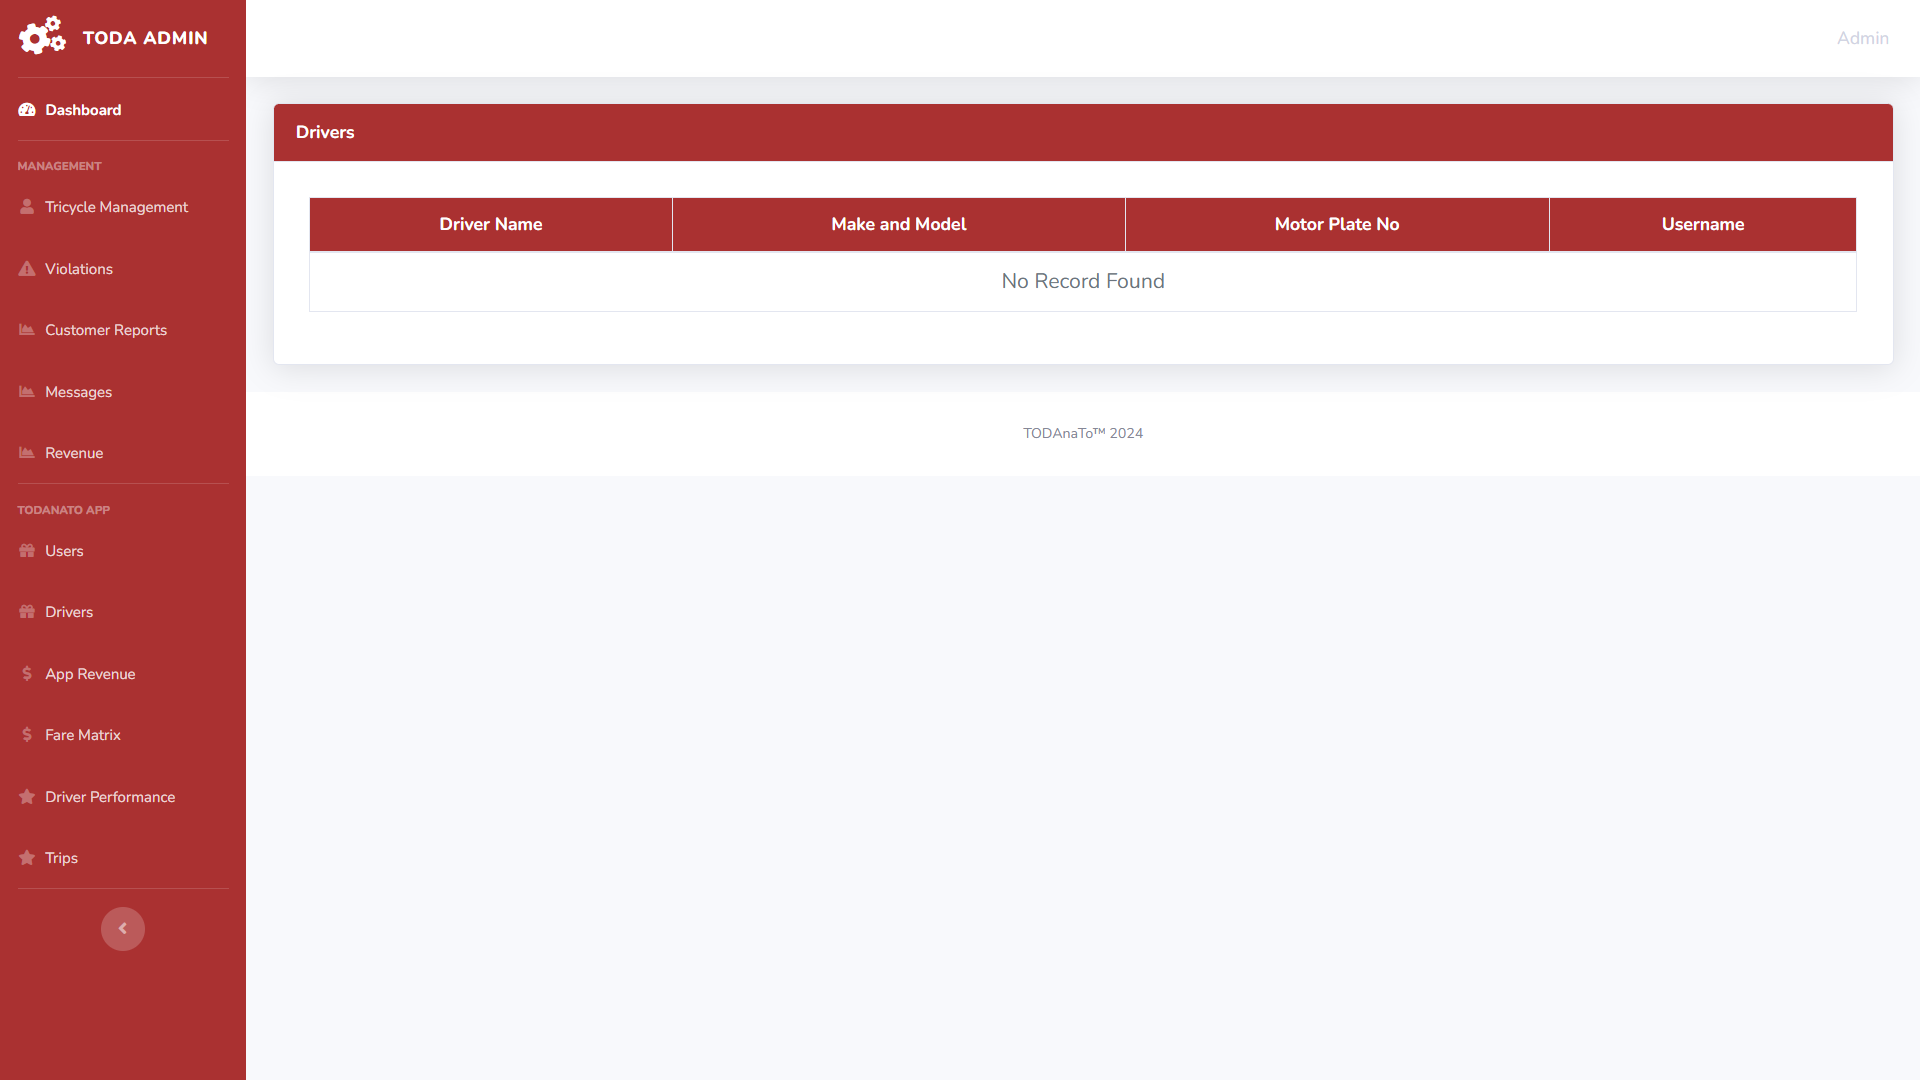 TODA ADMIN
Admin
Dashboard
MANAGEMENT
Tricycle Management
Violations
Customer Reports
Messages
Revenue
TODANATO APP
Users
Drivers
App Revenue
Fare Matrix
Driver Performance
Trips
Drivers
Driver Name Make and Model Motor Plate No Username
No Record Found
TODAnaTo™ 2024